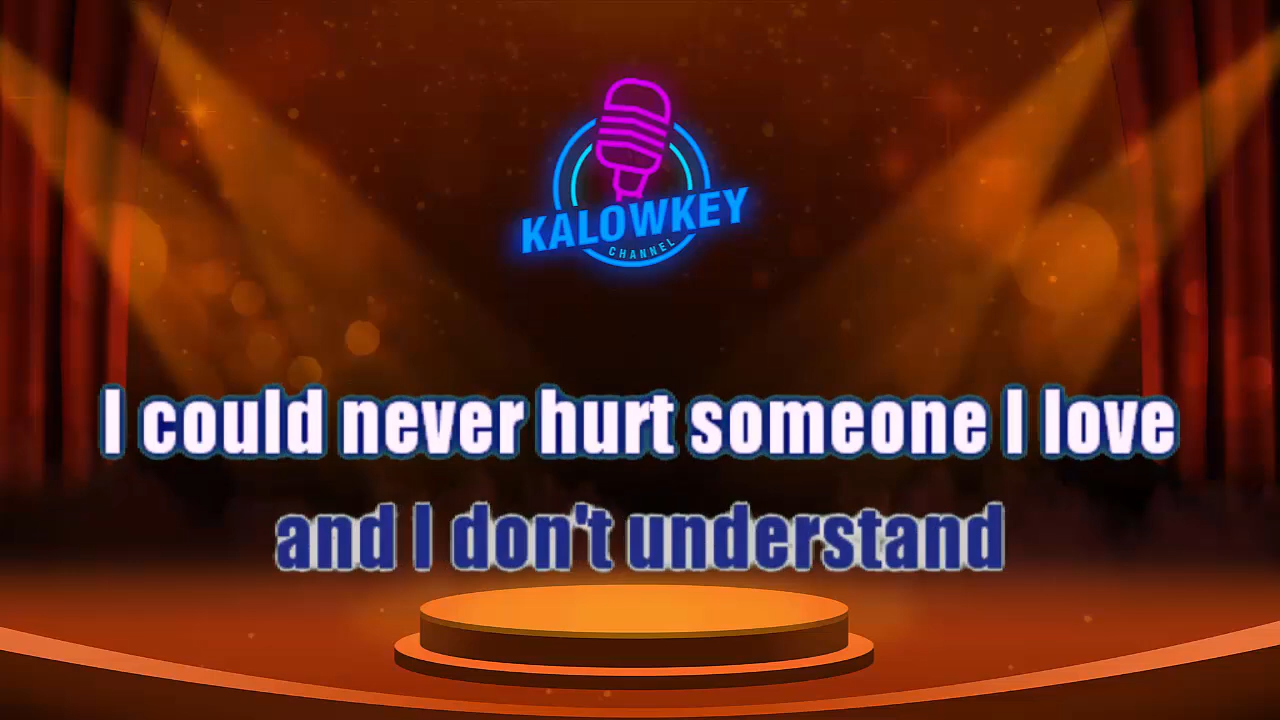 KALOWKEY
CHANNEL
I could never hurt someone I love
and I don't understand